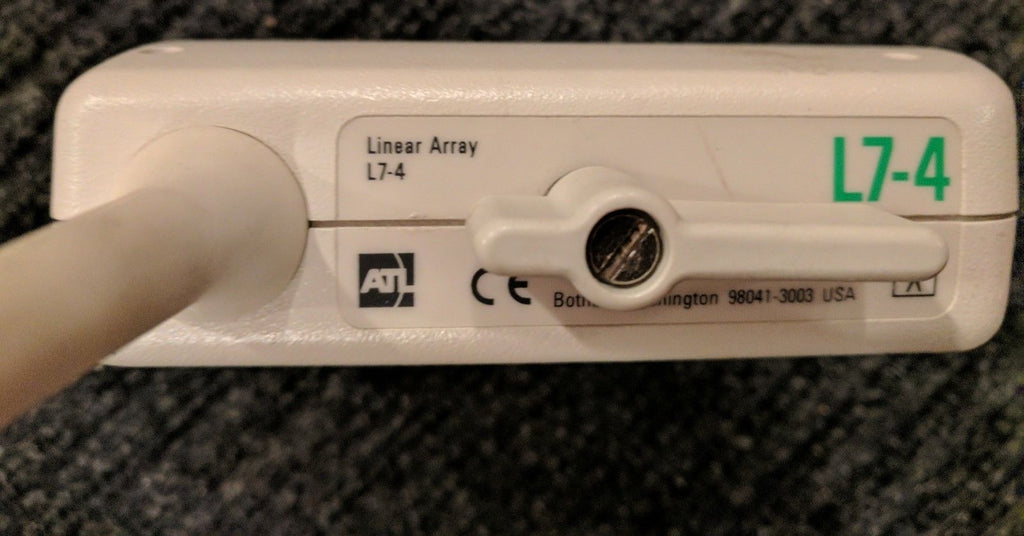 Linear Array
L7-4
L7-4
ATL
CE
98041-3003 USA